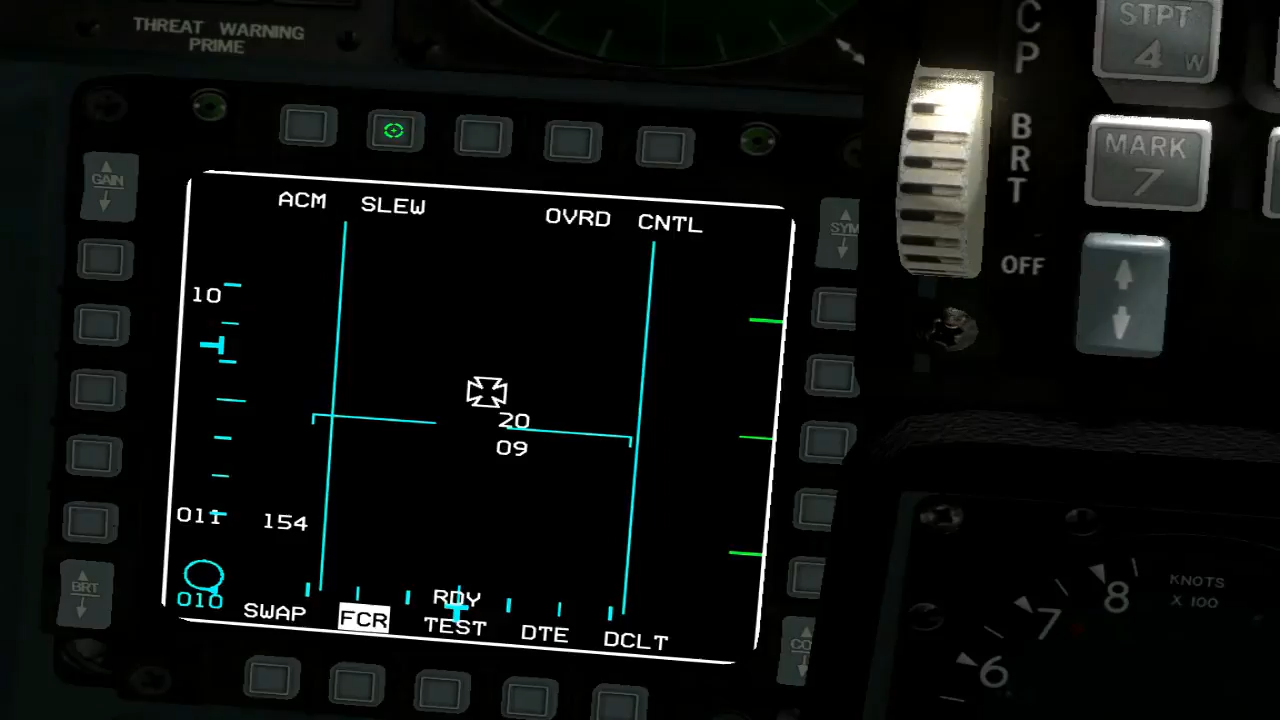 THREAT WARNING
PRIME
C
P
BRT
OFF
STPT
4 W
MARK
7
GAIN
SYM
ACM SLEW OVRD CNTL
10
20
09
011 154
010
RDY
SWAP FCR TEST DTE DCLT
BRT
CO
KNOTS
X 100
8
7
6